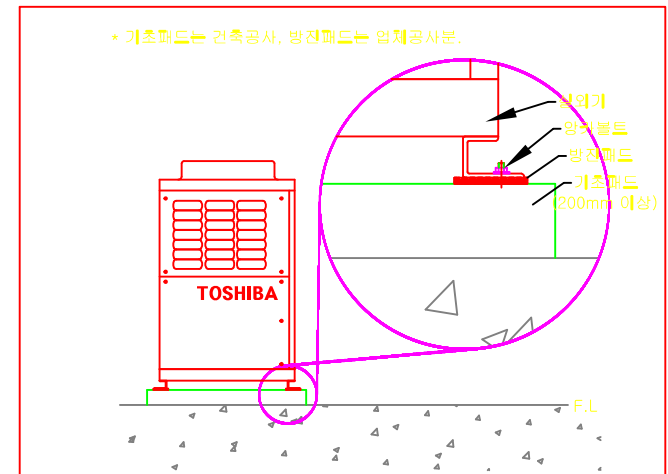 * 기초패드는 건축공사, 방진패드는 업체공사분.
실외기
앙카볼트
방진패드
기초패드
(200mm 이상)
TOSHIBA
F.L